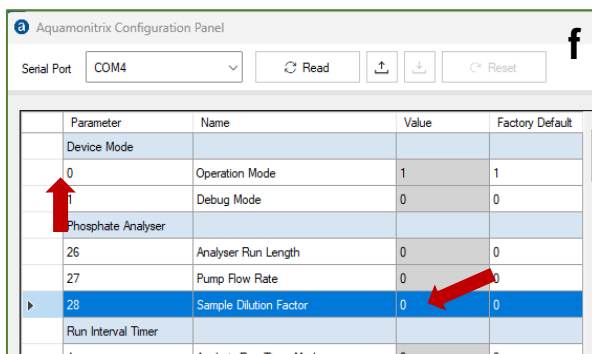 a Aquamonitrix Configuration Panel
f
Serial Port COM4 Read Reset
Parameter Name Value Factory Default
Device Mode
0 Operation Mode 1 1
1 Debug Mode 0 0
Phosphate Analyser
26 Analyser Run Length 0 0
27 Pump Flow Rate 0 0
28 Sample Dilution Factor 0 0
Run Interval Timer